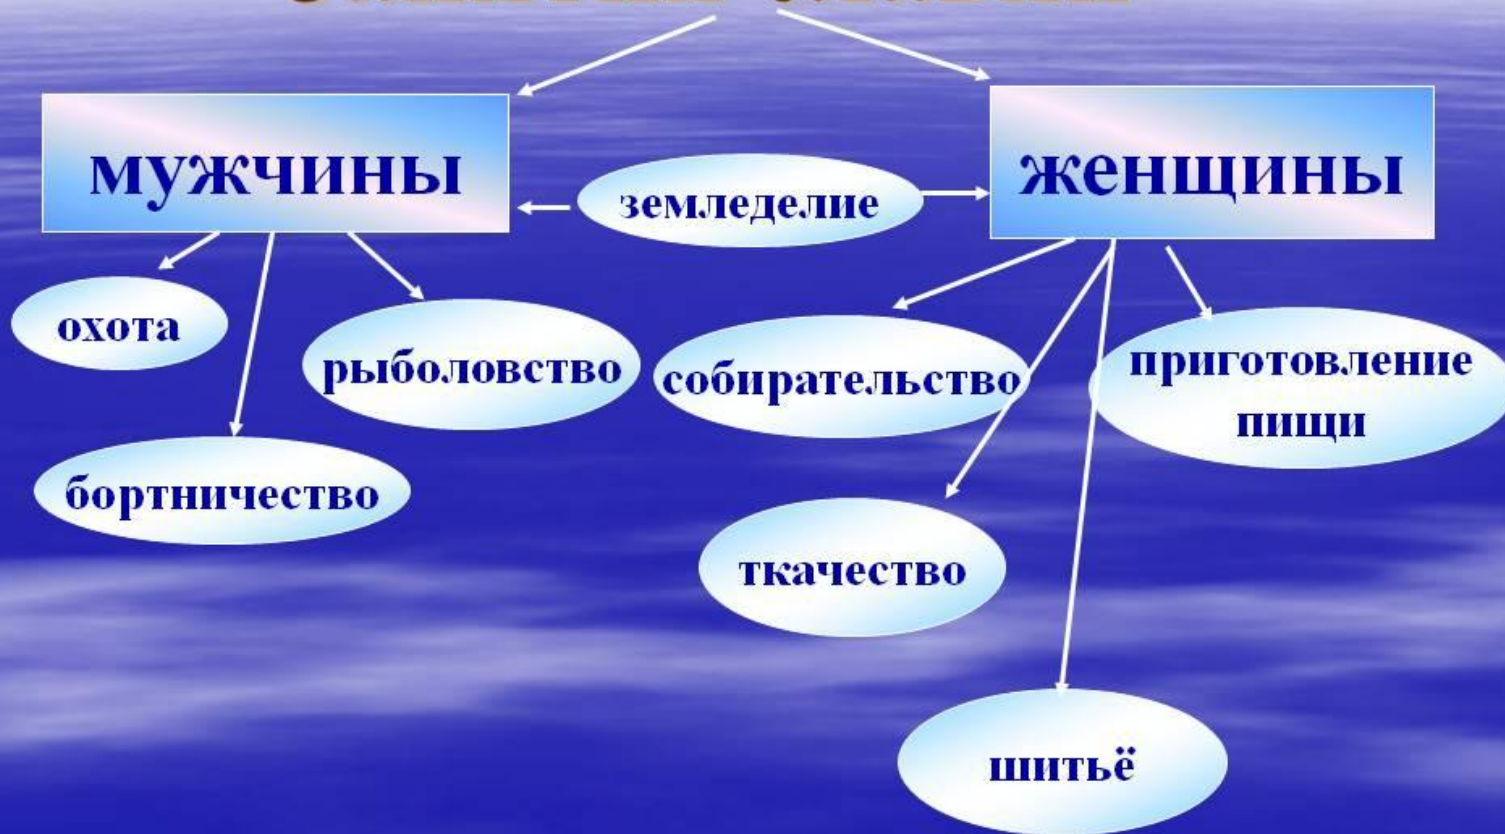 мужчины
женщины
земледелие
охота
рыболовство
собирательство
приготовление
пищи
бортничество
ткачество
шитьё